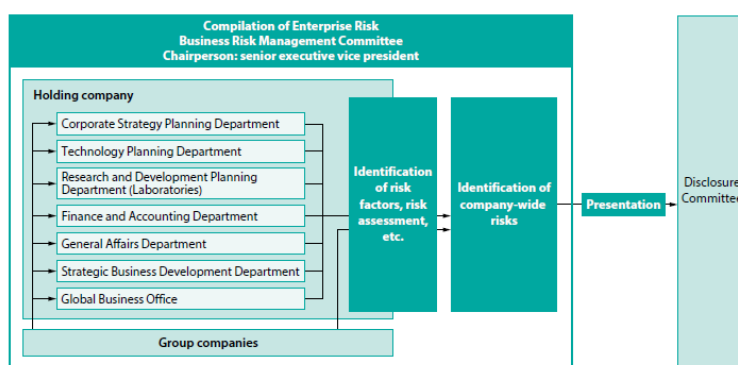 Compilation of Enterprise Risk
Business Risk Management Committee
Chairperson: senior executive vice president
Holding company
Corporate Strategy Planning Department
Technology Planning Department
Research and Development Planning
Department (Laboratories)
Finance and Accounting Department
General Affairs Department
Strategic Business Development Department
Global Business Office
Group companies
Identification
of risk
factors, risk
assessment,
etc.
Identification of
company-wide
risks
Presentation
Disclosure
Committee